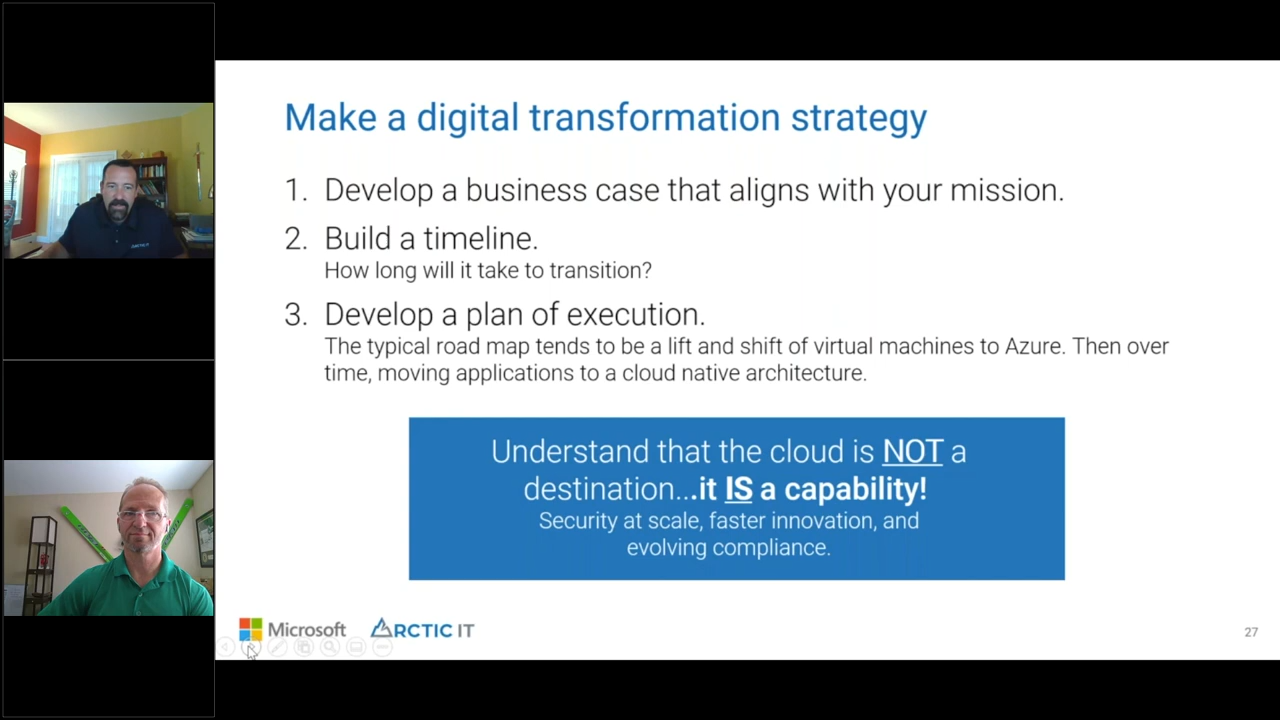 Make a digital transformation strategy
1. Develop a business case that aligns with your mission.
2. Build a timeline.
How long will it take to transition?
3. Develop a plan of execution.
The typical road map tends to be a lift and shift of virtual machines to Azure. Then over
time, moving applications to a cloud native architecture.
Understand that the cloud is NOT a
destination...it IS a capability!
Security at scale, faster innovation, and
evolving compliance.
Microsoft ARCTIC IT
27
ARCTIC IT